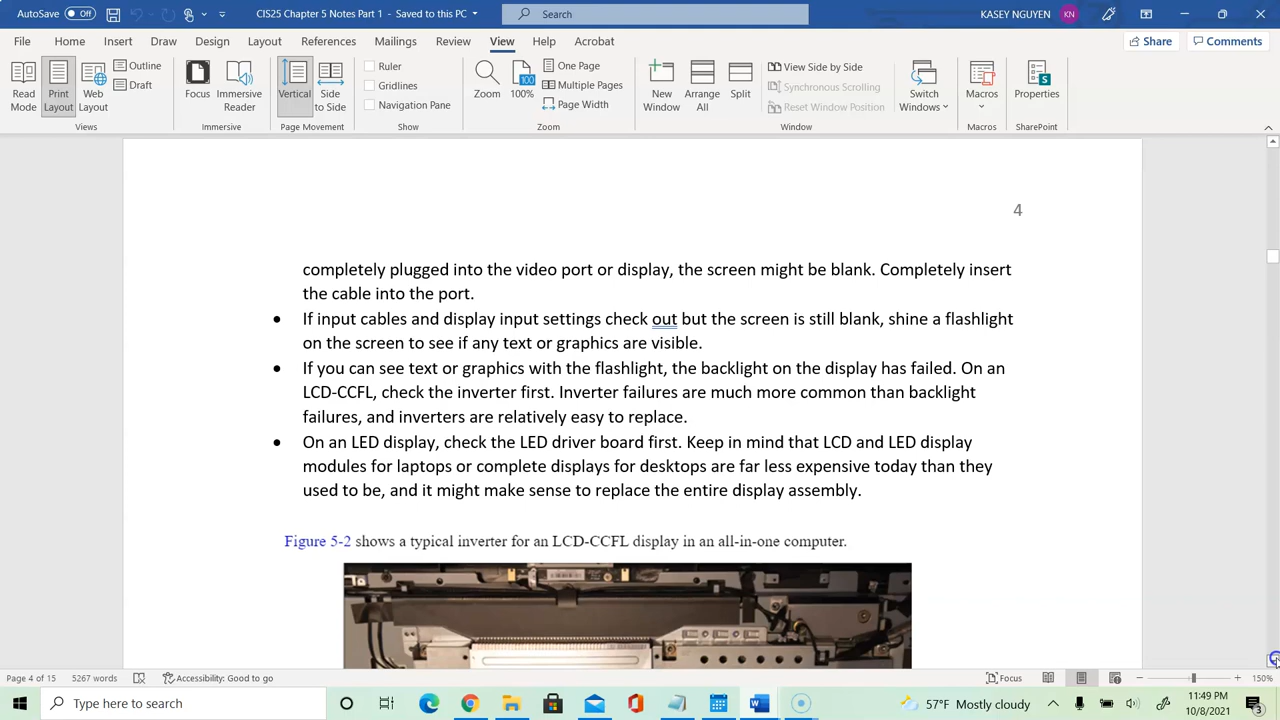 AutoSave Off
CIS25 Chapter 5 Part 1 - Saved to this PC
Search
KASEY NGUYEN KN
File Home Insert Draw Design Layout References Mailings Review View Help Acrobat
Share Comments
Read Mode
Print Layout
Web Layout
Outline
Draft
Views
Focus
Immersive Reader
Immersive
Vertical
Side to Side
Page Movement
Ruler
Gridlines
Navigation Pane
Show
Zoom
100
100%
One Page
Multiple Pages
Page Width
Zoom
New Window
Arrange All
Split
View Side by Side
Synchronous Scrolling
Reset Window Position
Window
Switch Windows
Macros
Macros
Properties
SharePoint
4
completely plugged into the video port or display, the screen might be blank. Completely insert
the cable into the port.
• If input cables and display input settings check out but the screen is still blank, shine a flashlight
on the screen to see if any text or graphics are visible.
• If you can see text or graphics with the flashlight, the backlight on the display has failed. On an
LCD-CCFL, check the inverter first. Inverter failures are much more common than backlight
failures, and inverters are relatively easy to replace.
• On an LED display, check the LED driver board first. Keep in mind that LCD and LED display
modules for laptops or complete displays for desktops are far less expensive today than they
used to be, and it might make sense to replace the entire display assembly.
Figure 5-2 shows a typical inverter for an LCD-CCFL display in an all-in-one computer.
Page 4 of 15 5267 words Accessibility: Good to go
Focus
150%
Type here to search
57°F Mostly cloudy
11:49 PM
10/8/2021
3